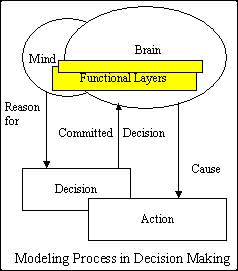 Brain
Mind
Functional Layers
Reason
for
Committed Decision
Cause
Decision
Action
Modeling Process in Decision Making